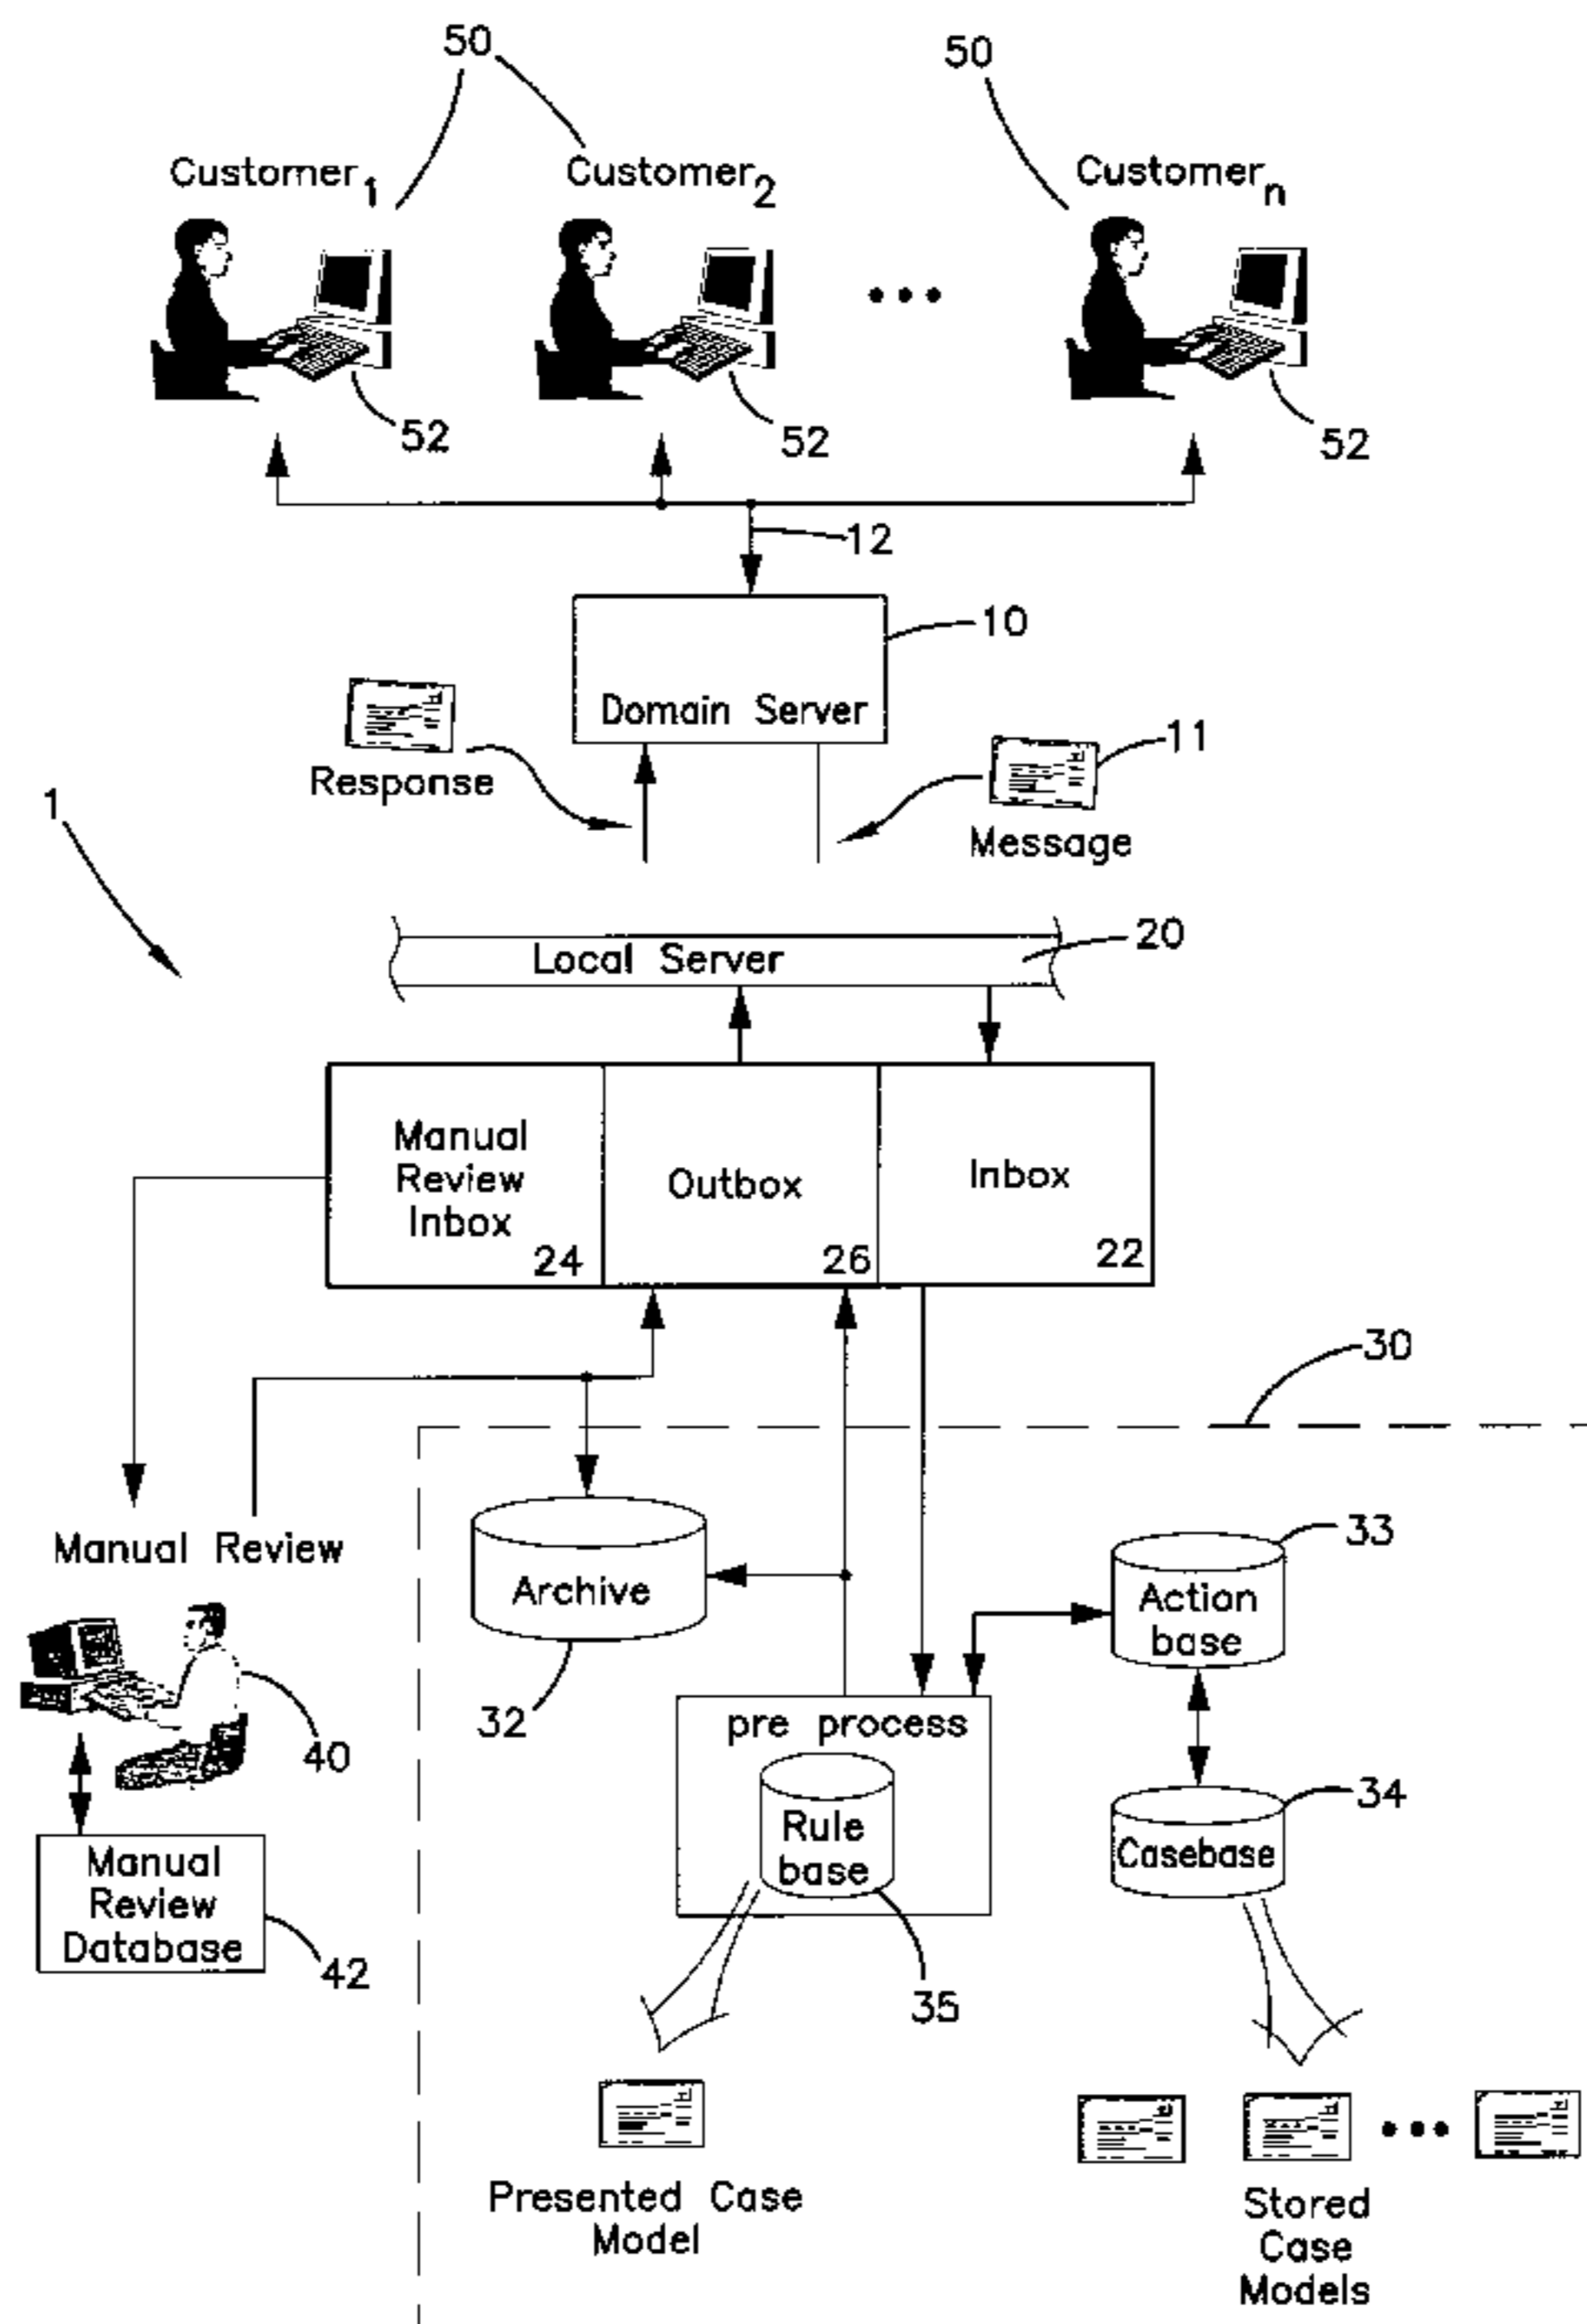 50
50
Customer1
Customer2
Customern
52
52
52
12
10
Domain Server
Response
11
Message
1
20
Local Server
Manual
Review
Inbox
24
Outbox
26
Inbox
22
30
Manual Review
Archive
32
33
Action
base
pre process
Rule
base
35
34
Casebase
40
Manual
Review
Database
42
Presented Case
Model
Stored
Case
Models